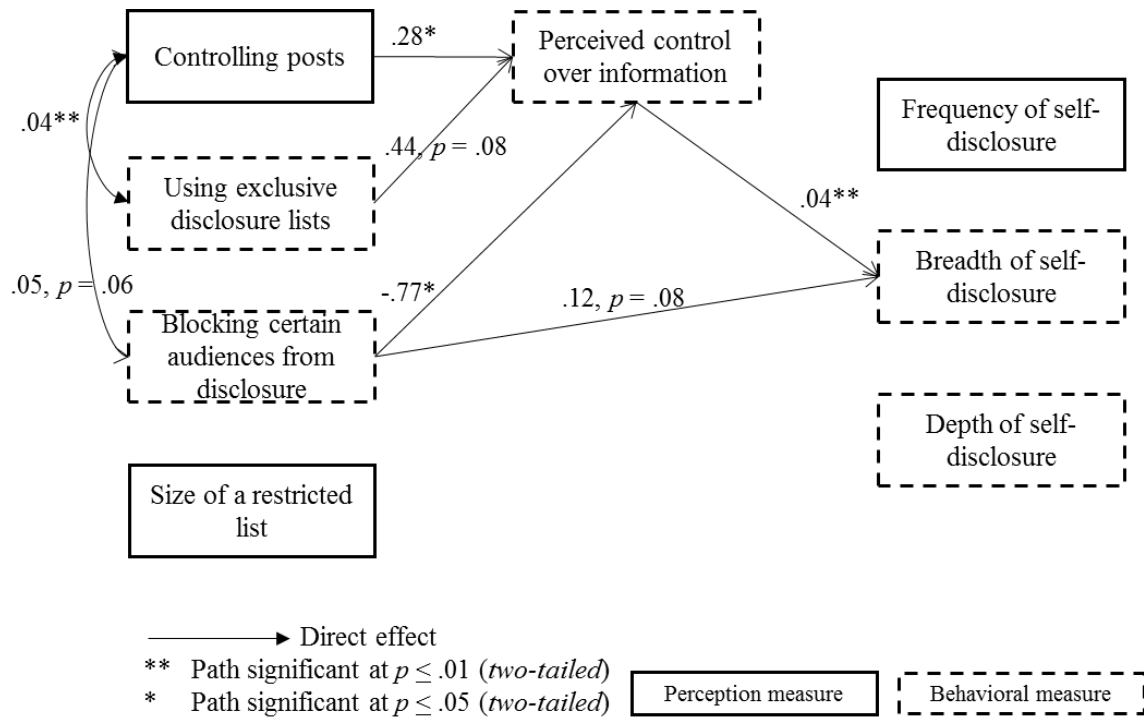 Controlling posts
.28*
Perceived control
over information
Frequency of self-
disclosure
.04**
.44, p = .08
Using exclusive
disclosure lists
.04**
Breadth of self-
disclosure
.05, p = .06
-.77*
.12, p = .08
Blocking certain
audiences from
disclosure
Depth of self-
disclosure
Size of a restricted
list
Direct effect
** Path significant at p ≤ .01 (two-tailed)
* Path significant at p ≤ .05 (two-tailed)
Perception measure
Behavioral measure